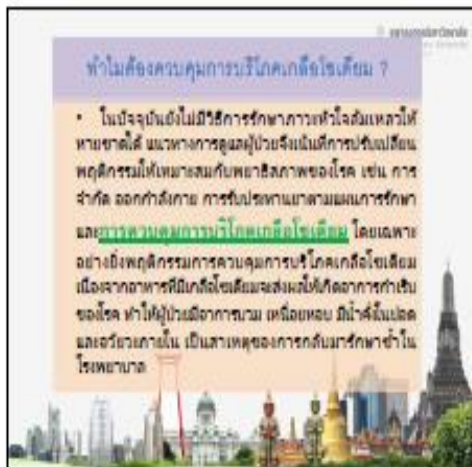 ทำไมต้องควบคุมการบริโภคเกลือโซเดียม ?
• ในปัจจุบันยังไม่มีวิธีการรักษาภาวะหัวใจล้มเหลวให้
หายขาดได้ แนวทางการดูแลผู้ป่วยจึงเน้นที่การปรับเปลี่ยน
พฤติกรรมให้เหมาะสมกับพยาธิสภาพของโรค เช่น การ
จำกัด ออกกำลังกาย การรับประทานยาตามแผนการรักษา
และการควบคุมการบริโภคเกลือโซเดียม โดยเฉพาะ
อย่างยิ่งพฤติกรรมการควบคุมการบริโภคเกลือโซเดียม
เนื่องจากอาหารที่มีเกลือโซเดียมจะส่งผลให้เกิดอาการกำเริบ
ของโรค ทำให้ผู้ป่วยมีอาการบวม เหนื่อยหอบ มีน้ำคั่งในปอด
และอวัยวะภายใน เป็นสาเหตุของการกลับมารักษาซ้ำใน
โรงพยาบาล